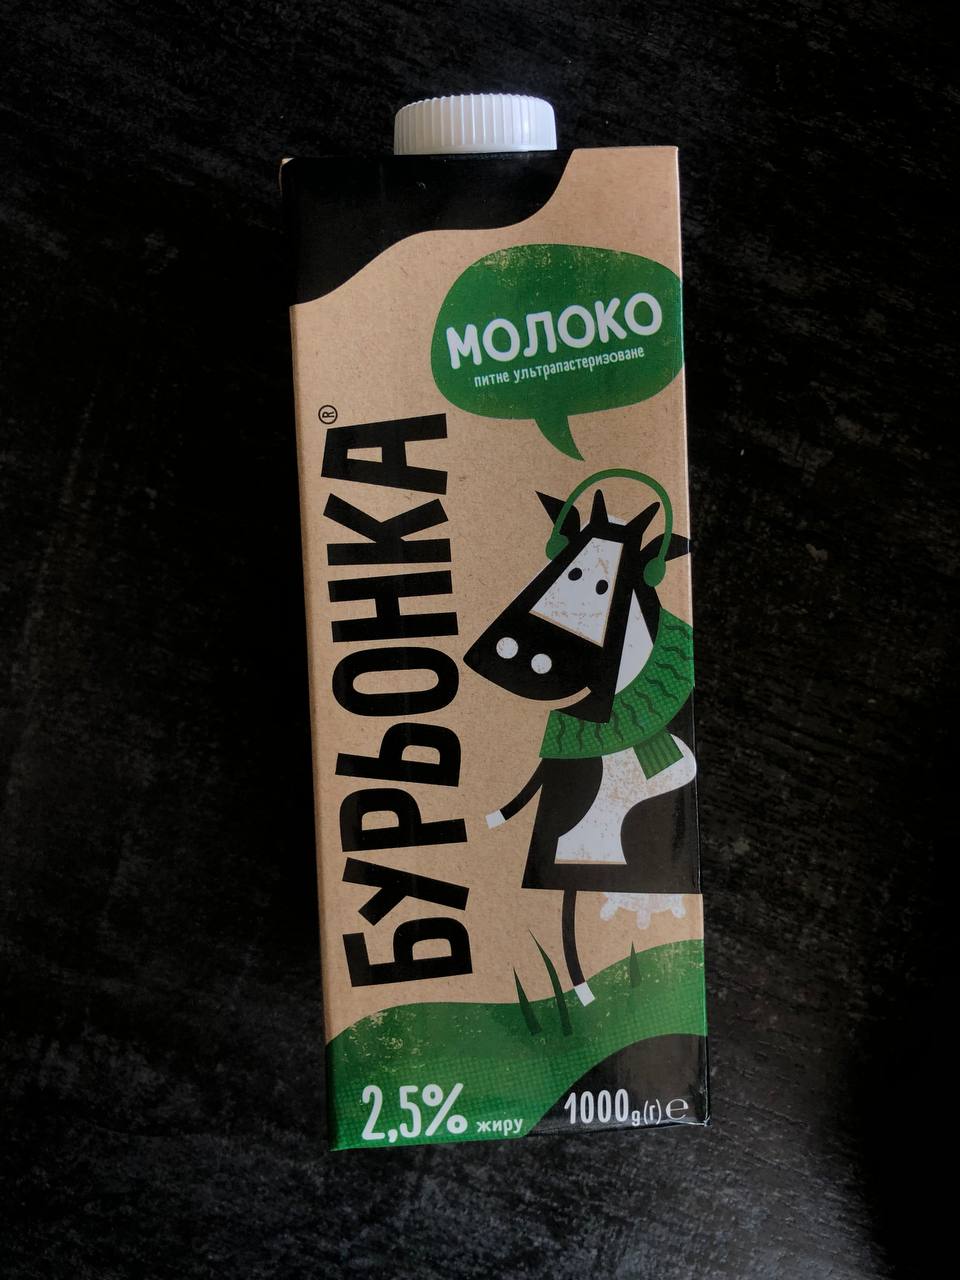 МОЛОКО
питне ультрапастеризоване
БУРЬОНКА®
2,5% жиру
1000g(г)℮